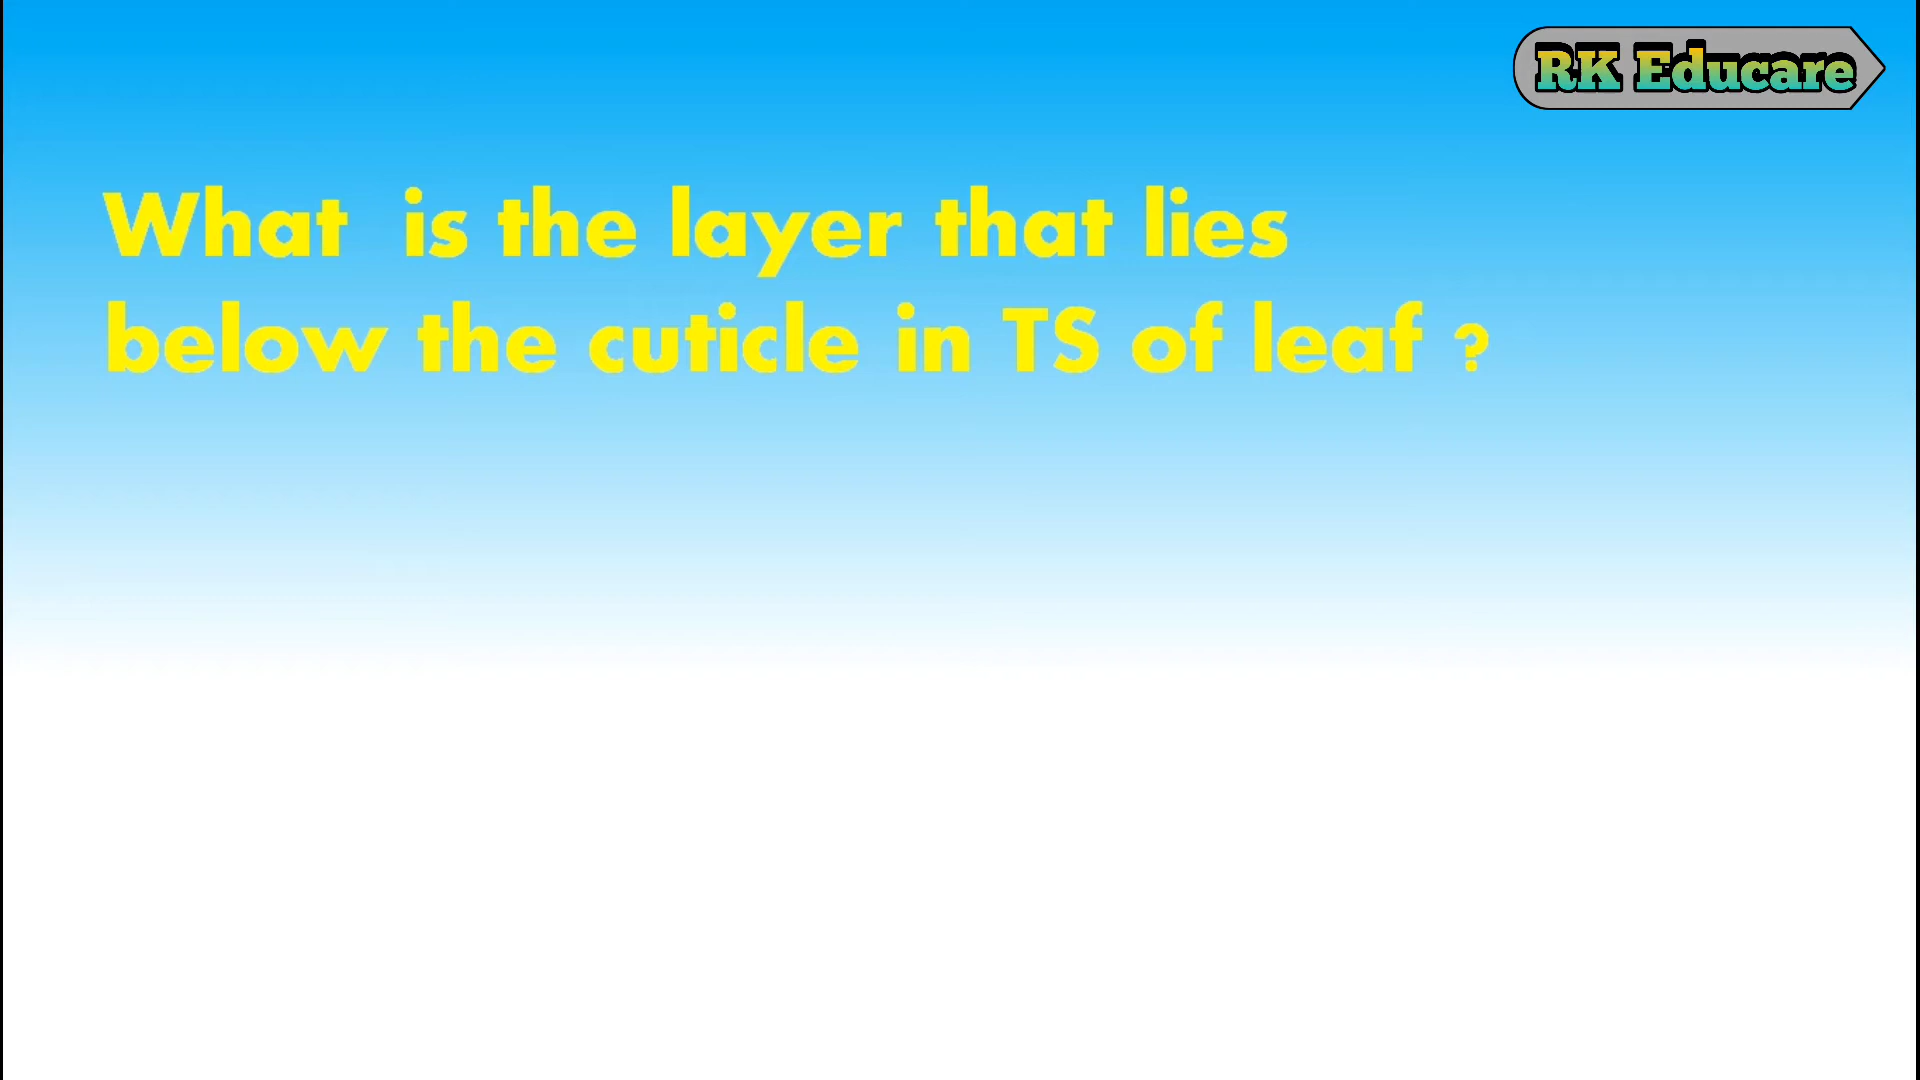 RK Educare
What is the layer that lies
below the cuticle in TS of leaf ?